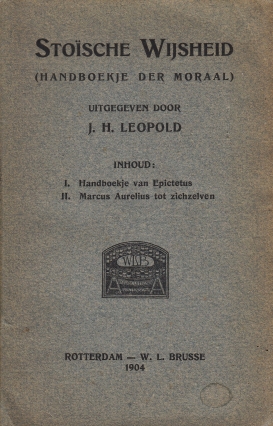 STOÏSCHE WIJSHEID
(HANDBOEKJE DER MORAAL)
UITGEGEVEN DOOR
J. H. LEOPOLD
INHOUD:
I. Handboekje van Epictetus
II. Marcus Aurelius tot zichzelven
ROTTERDAM — W. L. BRUSSE
1904